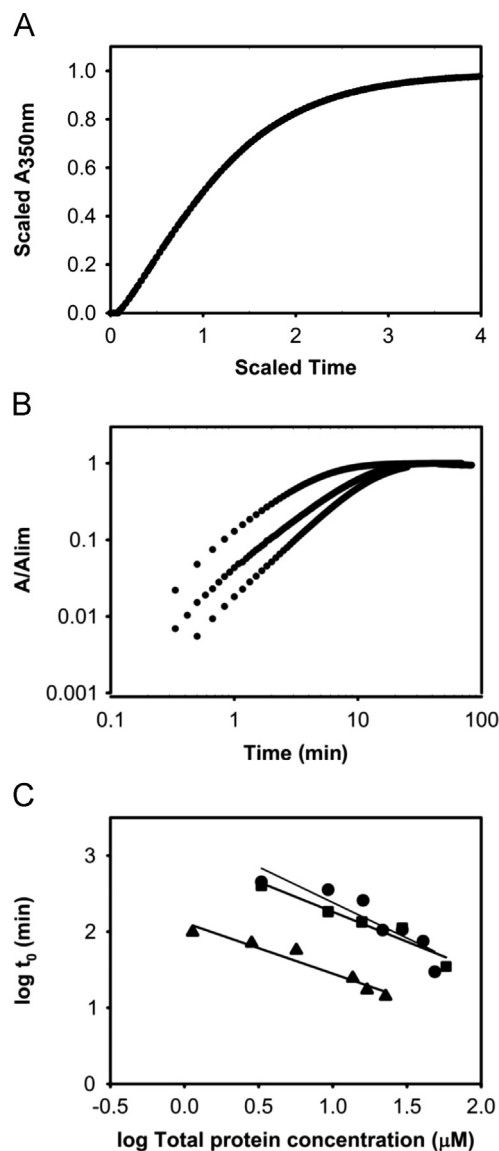 A
Scaled A350nm
1.0
0.8
0.6
0.4
0.2
0.0
0 1 2 3 4
Scaled Time
B
A/Alim
1
0.1
0.01
0.001
0.1 1 10 100
Time (min)
C
log t0 (min)
3
2
1
0
-0.5 0.0 0.5 1.0 1.5 2.0
log Total protein concentration (μM)